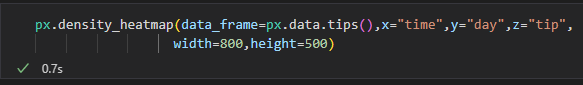 px.density_heatmap(data_frame=px.data.tips(),x="time",y="day",z="tip",
width=800,height=500)
0.7s